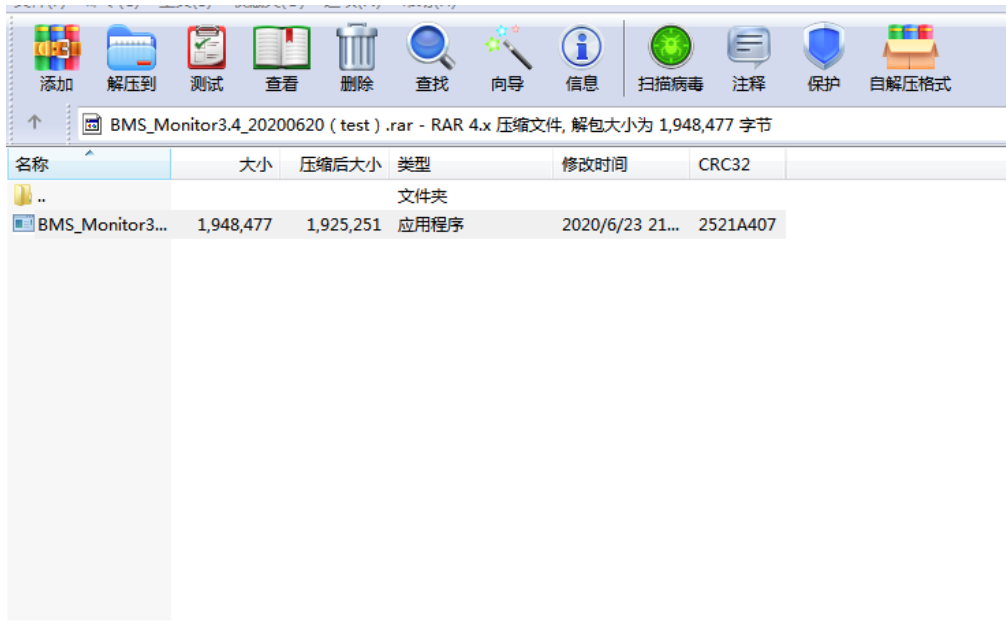 添加 解压到 测试 查看 删除 查找 向导 信息 扫描病毒 注释 保护 自解压格式
BMS_Monitor3.4_20200620 ( test ) .rar - RAR 4.x 压缩文件, 解包大小为 1,948,477 字节
名称 大小 压缩后大小 类型 修改时间 CRC32
.. 文件夹
BMS_Monitor3... 1,948,477 1,925,251 应用程序 2020/6/23 21... 2521A407